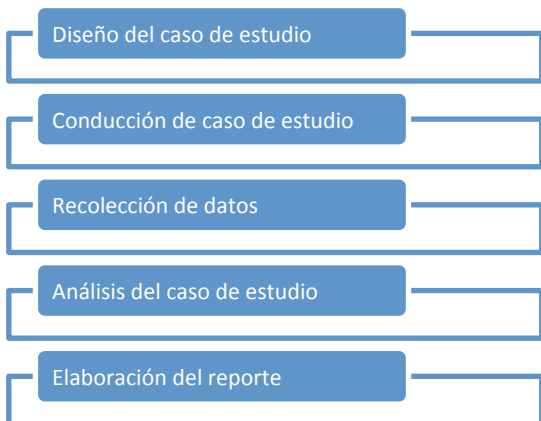 Diseño del caso de estudio
Conducción de caso de estudio
Recolección de datos
Análisis del caso de estudio
Elaboración del reporte